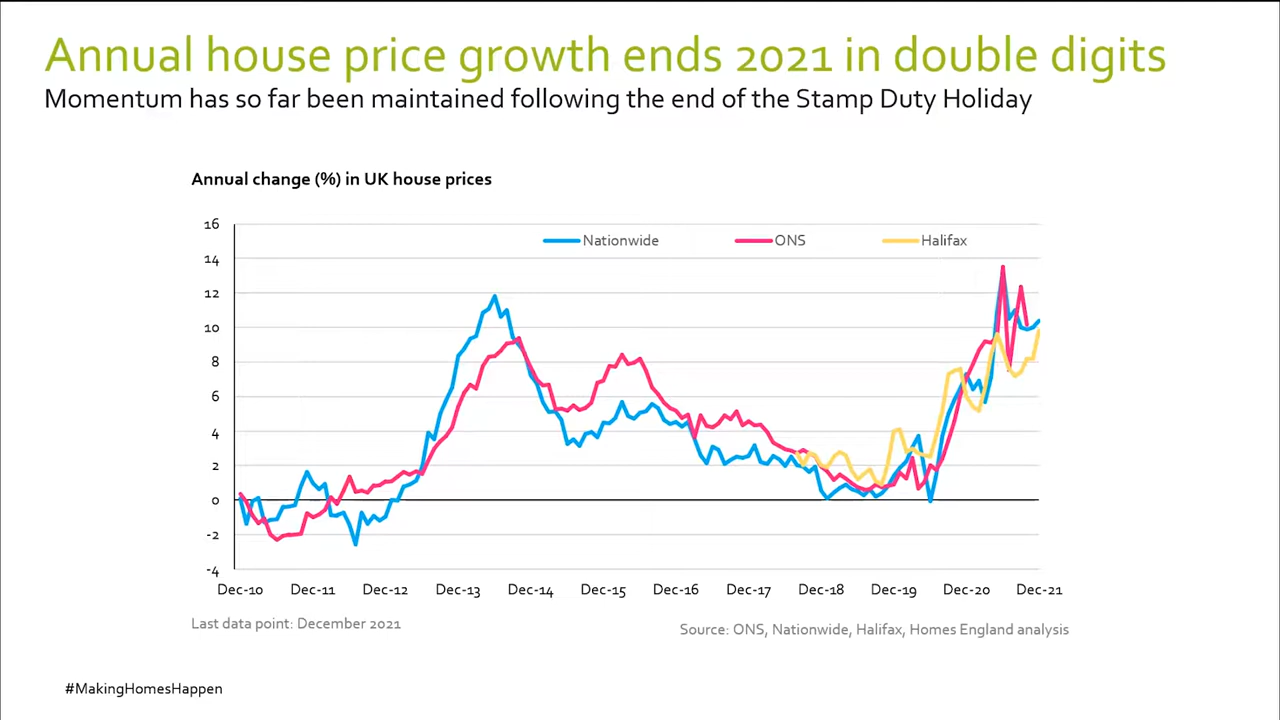 Annual house price growth ends 2021 in double digits
Momentum has so far been maintained following the end of the Stamp Duty Holiday
Annual change (%) in UK house prices
16
Nationwide
ONS
Halifax
14
12
10
8
6
4
2
0
-2
-4
Dec-10 Dec-11 Dec-12 Dec-13 Dec-14 Dec-15 Dec-16 Dec-17 Dec-18 Dec-19 Dec-20 Dec-21
Last data point: December 2021
Source: ONS, Nationwide, Halifax, Homes England analysis
#MakingHomesHappen